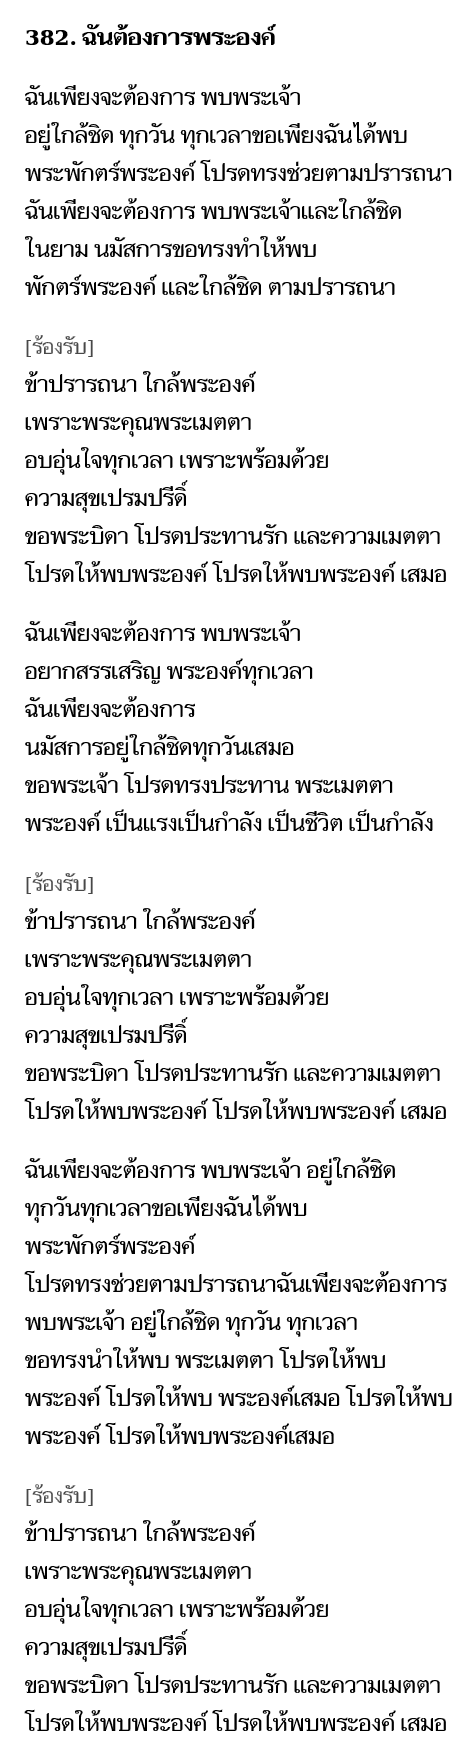 382. ฉันต้องการพระองค์
ฉันเพียงจะต้องการ พบพระเจ้า
อยู่ใกล้ชิด ทุกวัน ทุกเวลาขอเพียงฉันได้พบ
พระพักตร์พระองค์ โปรดทรงช่วยตามปรารถนา
ฉันเพียงจะต้องการ พบพระเจ้าและใกล้ชิด
ในยาม นมัสการขอทรงทำให้พบ
พักตร์พระองค์ และใกล้ชิด ตามปรารถนา
[ร้องรับ]
ข้าปรารถนา ใกล้พระองค์
เพราะพระคุณพระเมตตา
อบอุ่นใจทุกเวลา เพราะพร้อมด้วย
ความสุขเปรมปรีดิ์
ขอพระบิดา โปรดประทานรัก และความเมตตา
โปรดให้พบพระองค์ โปรดให้พบพระองค์ เสมอ
ฉันเพียงจะต้องการ พบพระเจ้า
อยากสรรเสริญ พระองค์ทุกเวลา
ฉันเพียงจะต้องการ
นมัสการอยู่ใกล้ชิดทุกวันเสมอ
ขอพระเจ้า โปรดทรงประทาน พระเมตตา
พระองค์ เป็นแรงเป็นกำลัง เป็นชีวิต เป็นกำลัง
[ร้องรับ]
ข้าปรารถนา ใกล้พระองค์
เพราะพระคุณพระเมตตา
อบอุ่นใจทุกเวลา เพราะพร้อมด้วย
ความสุขเปรมปรีดิ์
ขอพระบิดา โปรดประทานรัก และความเมตตา
โปรดให้พบพระองค์ โปรดให้พบพระองค์ เสมอ
ฉันเพียงจะต้องการ พบพระเจ้า อยู่ใกล้ชิด
ทุกวันทุกเวลาขอเพียงฉันได้พบ
พระพักตร์พระองค์
โปรดทรงช่วยตามปรารถนาฉันเพียงจะต้องการ
พบพระเจ้า อยู่ใกล้ชิด ทุกวัน ทุกเวลา
ขอทรงนำให้พบ พระเมตตา โปรดให้พบ
พระองค์ โปรดให้พบ พระองค์เสมอ โปรดให้พบ
พระองค์ โปรดให้พบพระองค์เสมอ
[ร้องรับ]
ข้าปรารถนา ใกล้พระองค์
เพราะพระคุณพระเมตตา
อบอุ่นใจทุกเวลา เพราะพร้อมด้วย
ความสุขเปรมปรีดิ์
ขอพระบิดา โปรดประทานรัก และความเมตตา
โปรดให้พบพระองค์ โปรดให้พบพระองค์ เสมอ